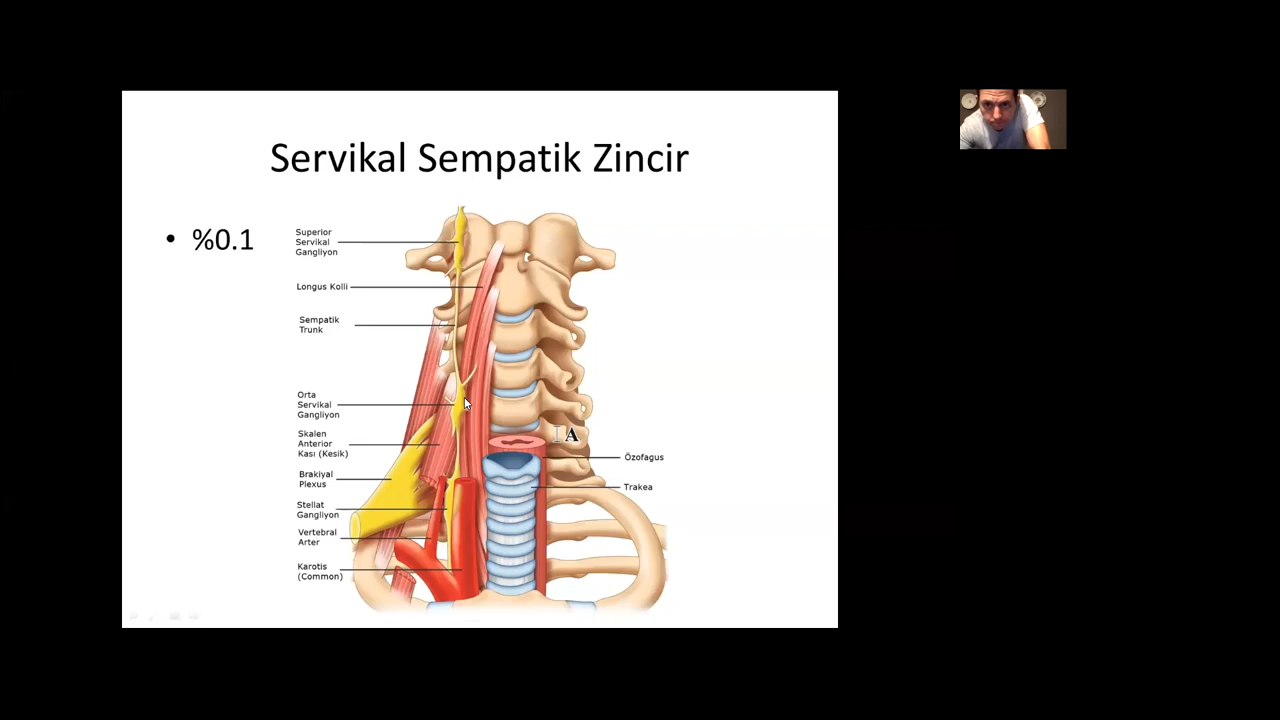 Servikal Sempatik Zincir
• %0.1
Superior
Servikal
Gangliyon
Longus Kolli
Sempatik
Trunk
Orta
Servikal
Gangliyon
Skalen
Anterior
Kası (Kesik)
Brakiyal
Plexus
Stellat
Gangliyon
Vertebral
Arter
Karotis
(Common)
A
Özofagus
Trakea